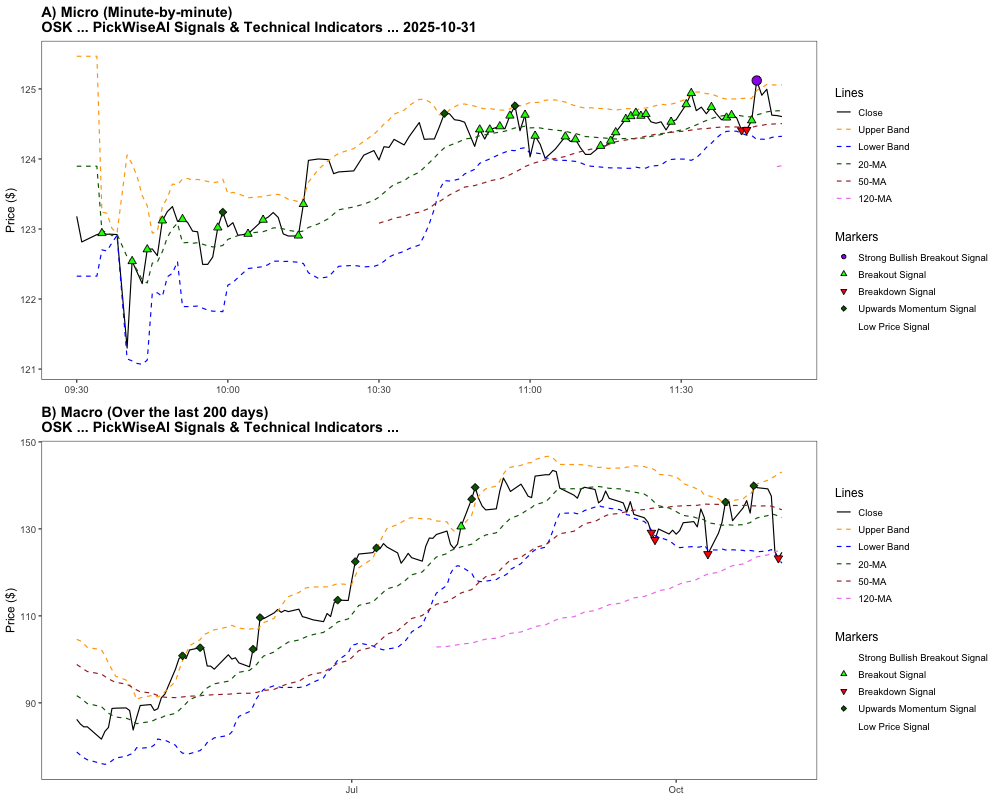 A) Micro (Minute-by-minute)
OSK ... PickWiseAI Signals & Technical Indicators ... 2025-10-31
Price ($)
125
124
123
122
121
09:30
10:00
10:30
11:00
11:30
Lines
Close
Upper Band
Lower Band
20-MA
50-MA
120-MA
Markers
Strong Bullish Breakout Signal
Breakout Signal
Breakdown Signal
Upwards Momentum Signal
Low Price Signal
B) Macro (Over the last 200 days)
OSK ... PickWiseAI Signals & Technical Indicators ...
Price ($)
150
130
110
90
Jul
Oct
Lines
Close
Upper Band
Lower Band
20-MA
50-MA
120-MA
Markers
Strong Bullish Breakout Signal
Breakout Signal
Breakdown Signal
Upwards Momentum Signal
Low Price Signal